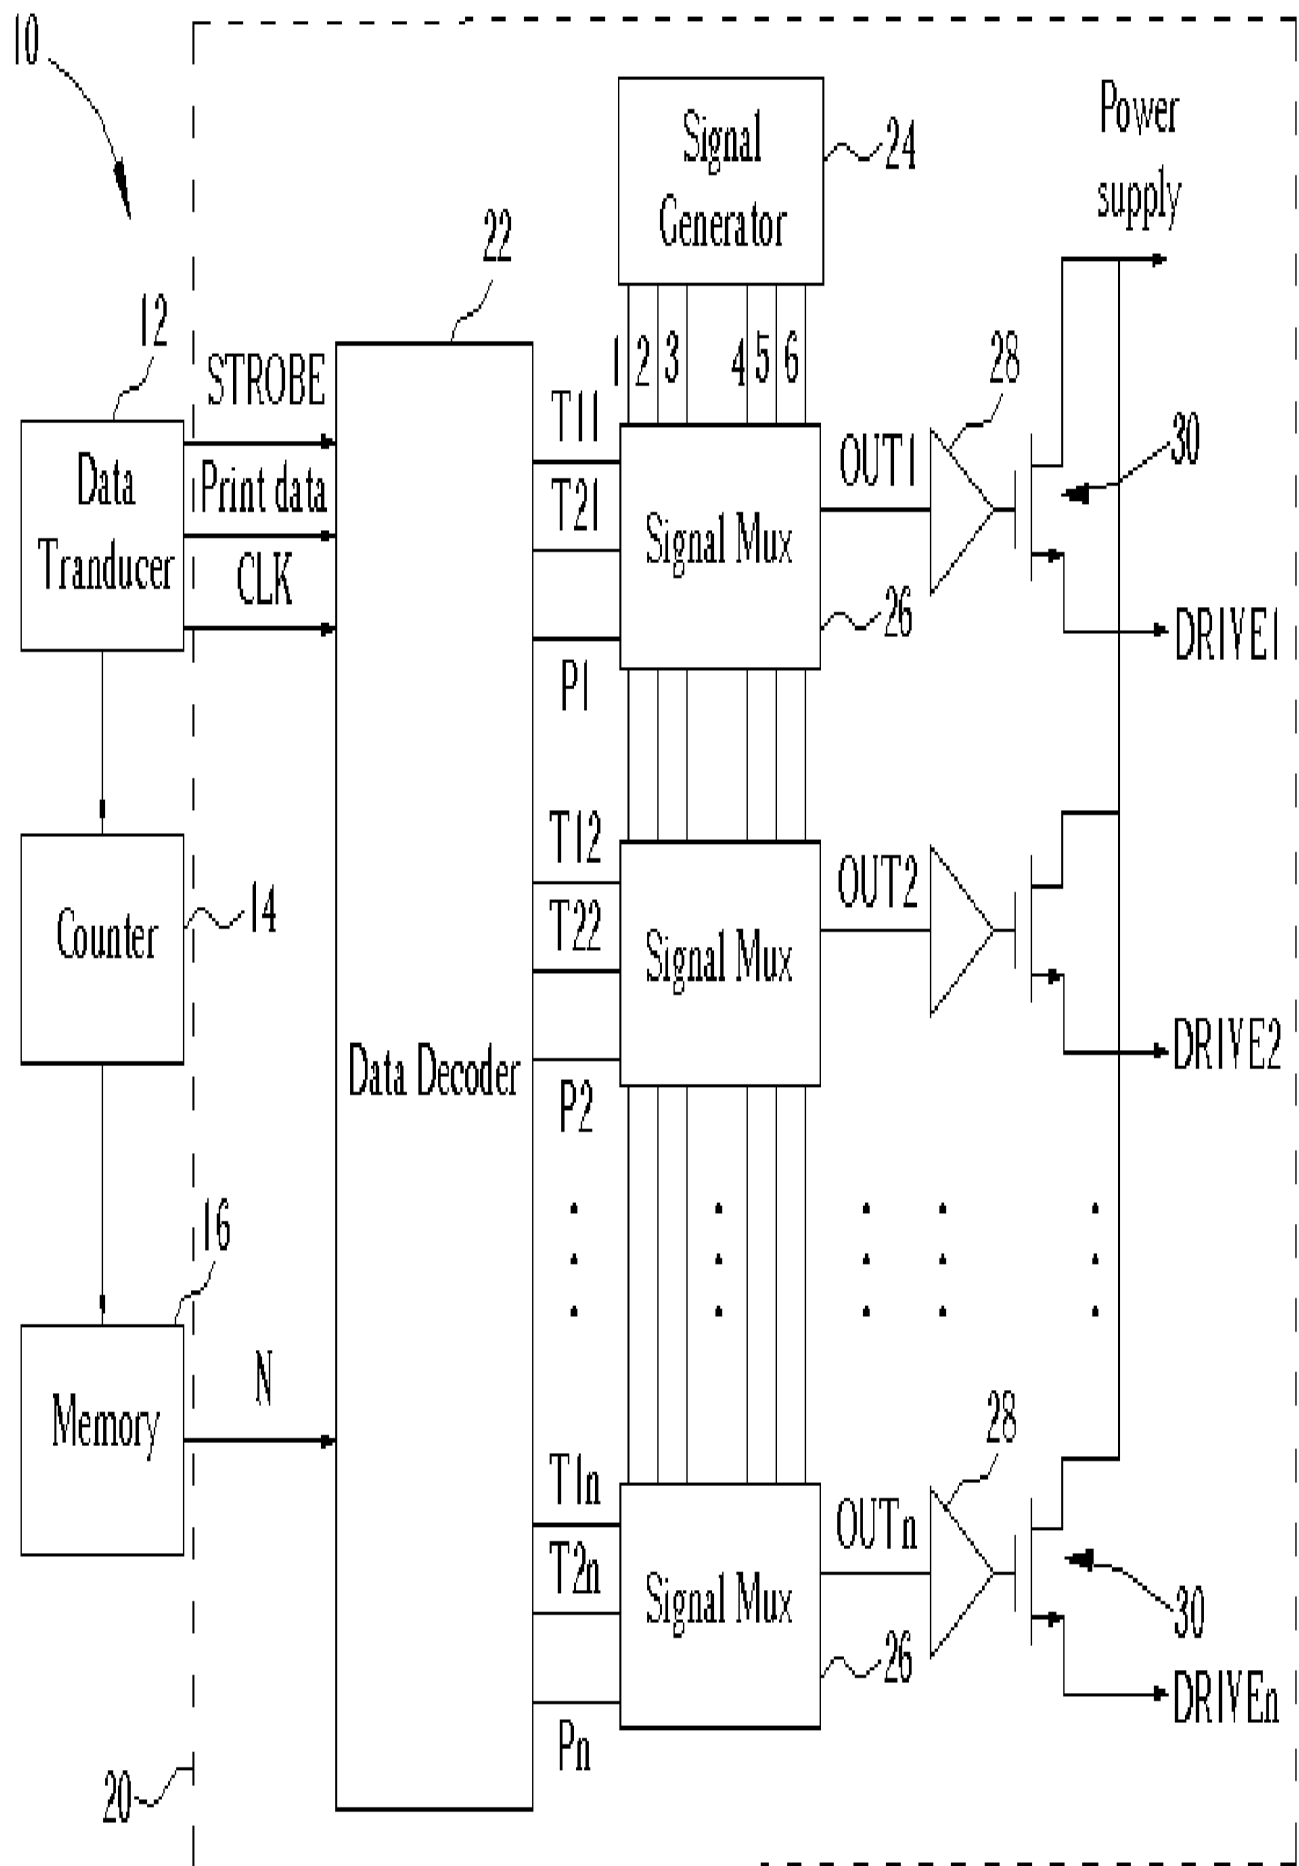 10
Signal
Generator
24
Power
supply
22
12
STROBE
Print data
CLK
Data
Tranducer
1 2 3 4 5 6
T11
T21
P1
Signal Mux
26
OUT1
28
30
DRIVE1
Counter
14
Data Decoder
T12
T22
P2
Signal Mux
OUT2
DRIVE2
16
Memory
N
T1n
T2n
Pn
Signal Mux
26
OUTn
28
30
DRIVEn
20